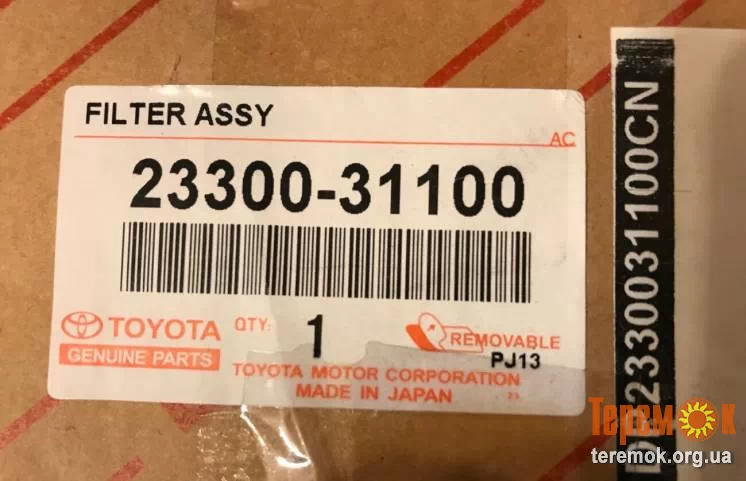 FILTER ASSY
AC
23300-31100
TOYOTA
GENUINE PARTS
QTY:
1
REMOVABLE
PJ13
TOYOTA MOTOR CORPORATION
MADE IN JAPAN
2330031100CN
Теремок
teremok.org.ua